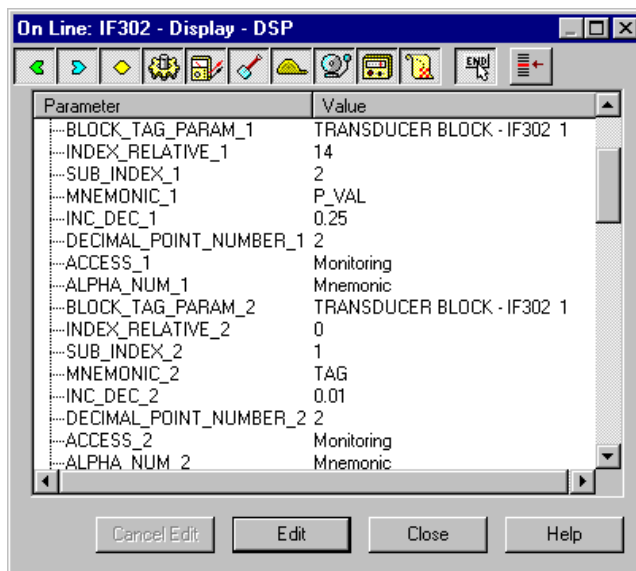 On Line: IF302 - Display - DSP
END
Parameter Value
BLOCK_TAG_PARAM_1 TRANSDUCER BLOCK - IF302 1
INDEX_RELATIVE_1 14
SUB_INDEX_1 2
MNEMONIC_1 P_VAL
INC_DEC_1 0.25
DECIMAL_POINT_NUMBER_1 2
ACCESS_1 Monitoring
ALPHA_NUM_1 Mnemonic
BLOCK_TAG_PARAM_2 TRANSDUCER BLOCK - IF302 1
INDEX_RELATIVE_2 0
SUB_INDEX_2 1
MNEMONIC_2 TAG
INC_DEC_2 0.01
DECIMAL_POINT_NUMBER_2 2
ACCESS_2 Monitoring
ALPHA_NUM_2 Mnemonic
Cancel Edit Edit Close Help